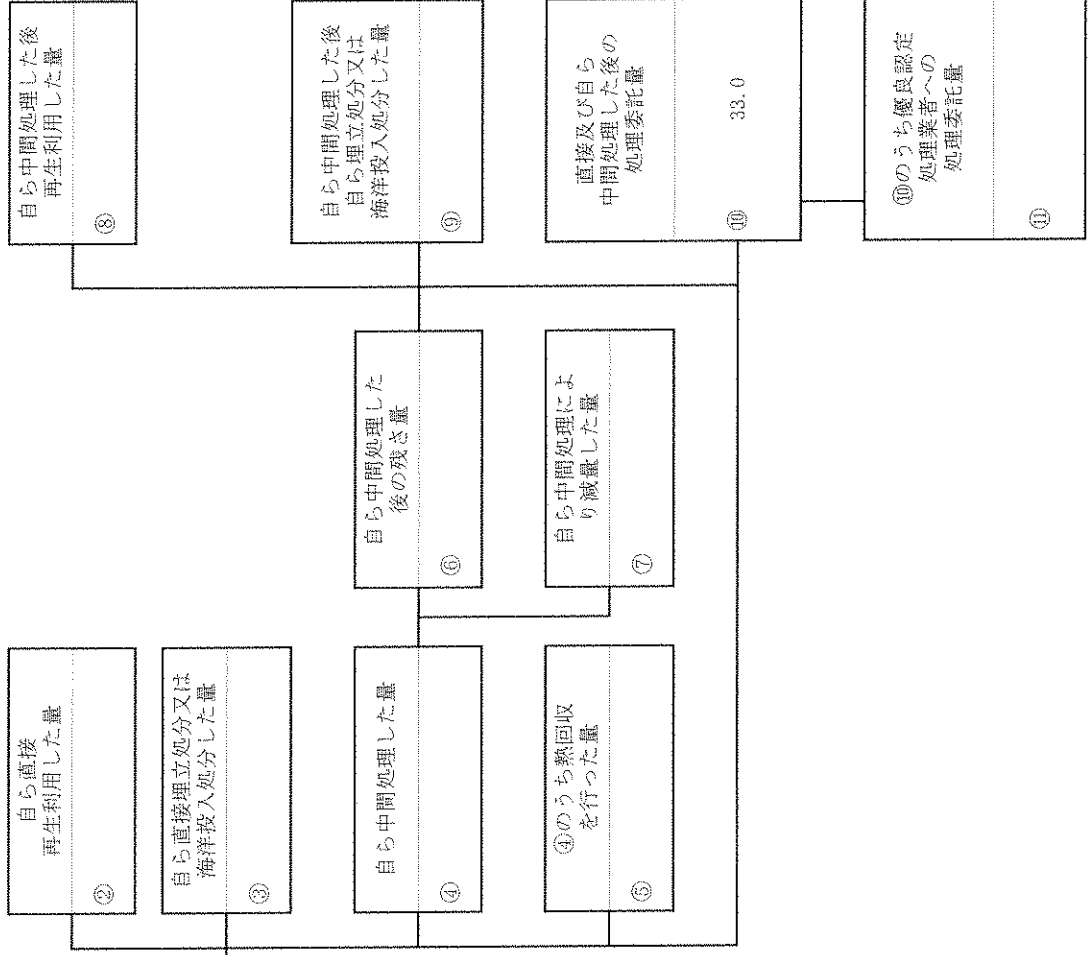 自ら直接
再生利用した量
②
自ら直接埋立処分又は
海洋投入処分した量
③
自ら中間処理した量
④
④のうち熱回収
を行った量
⑤
自ら中間処理した
後の残さ量
⑥
自ら中間処理によ
り減量した量
⑦
自ら中間処理した後
再生利用した量
⑧
自ら中間処理した後
自ら埋立処分又は
海洋投入処分した量
⑨
直接及び自ら
中間処理した後の
処理委託量
⑩
33.0
⑩のうち優良認定
処理業者への
処理委託量
⑪